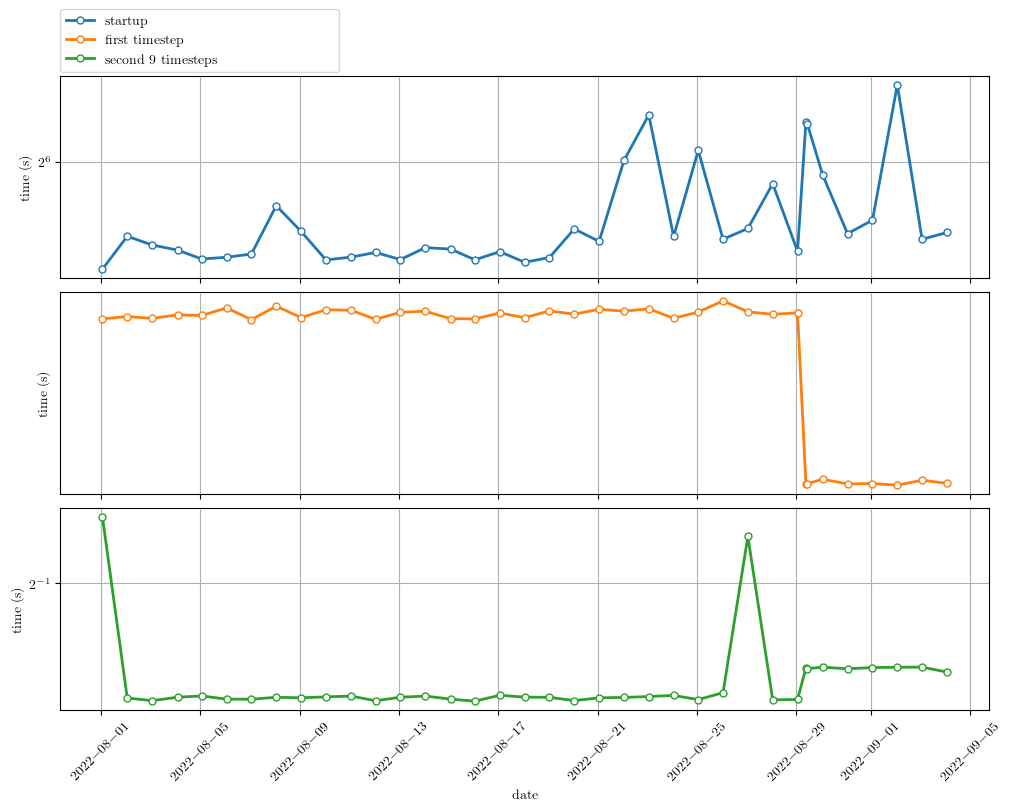 startup
first timestep
second 9 timesteps
time (s)
2⁶
time (s)
time (s)
2⁻¹
2022−08−01
2022−08−05
2022−08−09
2022−08−13
2022−08−17
2022−08−21
2022−08−25
2022−08−29
2022−09−01
2022−09−05
date